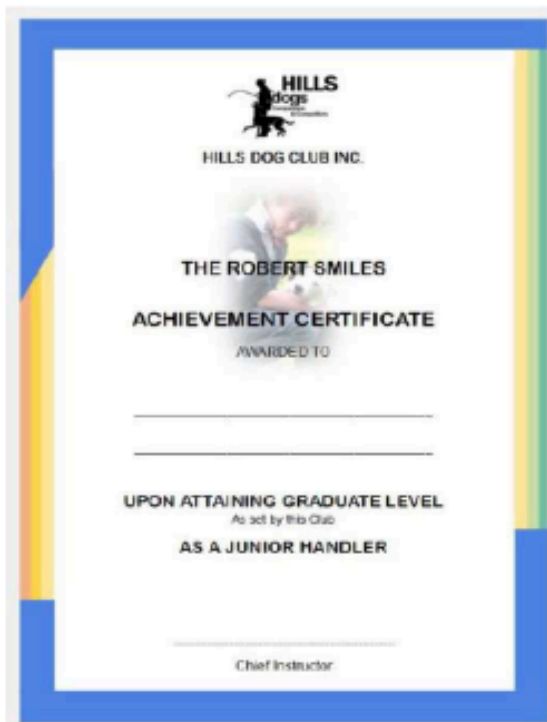 HILLS
dogs
HILLS DOG CLUB INC.
THE ROBERT SMILES
ACHIEVEMENT CERTIFICATE
AWARDED TO
UPON ATTAINING GRADUATE LEVEL
As set by this Club
AS A JUNIOR HANDLER
Chief Instructor